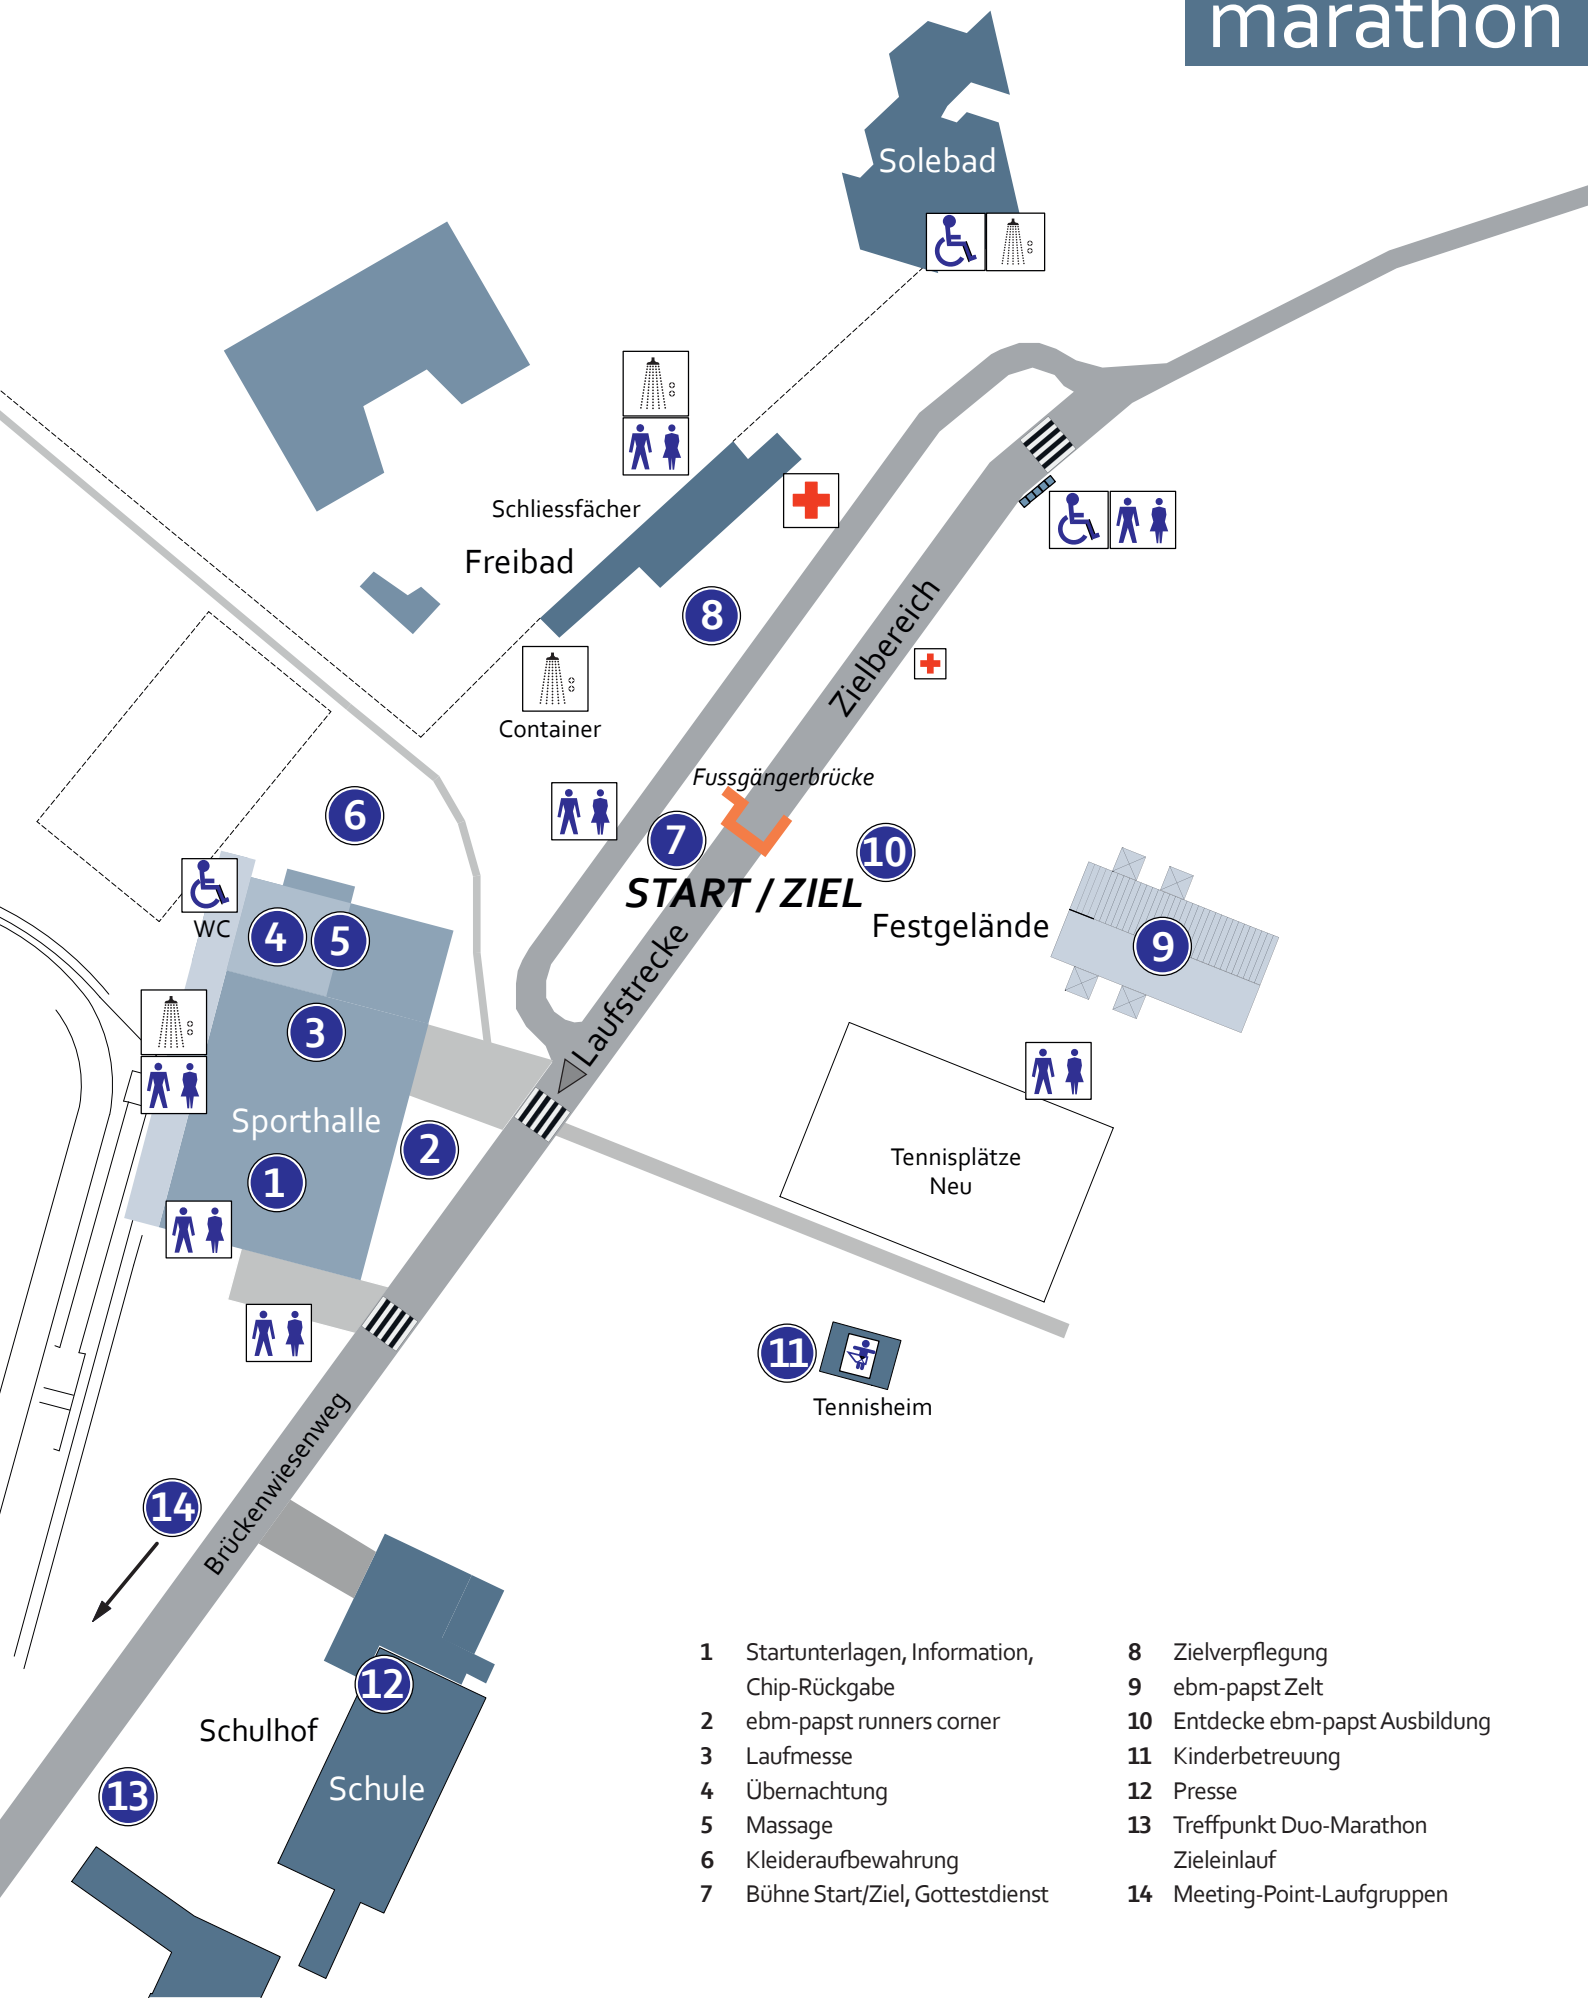 marathon
Solebad
Schliessfächer
Freibad
8
Zielbereich
Container
Fussgängerbrücke
6
7
10
START / ZIEL
WC
4
5
Festgelände
9
Laufstrecke
3
Sporthalle
2
1
Tennisplätze
Neu
11
Tennisheim
Brückenwiesenweg
14
12
Schulhof
Schule
13
1 Startunterlagen, Information,
Chip-Rückgabe
2 ebm-papst runners corner
3 Laufmesse
4 Übernachtung
5 Massage
6 Kleideraufbewahrung
7 Bühne Start/Ziel, Gottestdienst
8 Zielverpflegung
9 ebm-papst Zelt
10 Entdecke ebm-papst Ausbildung
11 Kinderbetreuung
12 Presse
13 Treffpunkt Duo-Marathon
Zieleinlauf
14 Meeting-Point-Laufgruppen